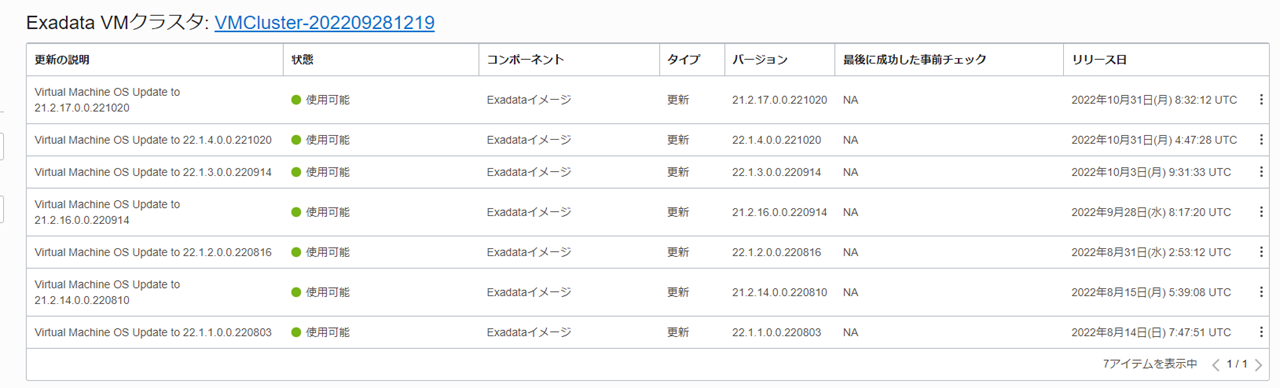 Exadata VMクラスタ: VMCluster-202209281219
更新の説明 状態 コンポーネント タイプ バージョン 最後に成功した事前チェック リリース日
Virtual Machine OS Update to
21.2.17.0.0.221020 使用可能 Exadataイメージ 更新 21.2.17.0.0.221020 NA 2022年10月31日(月) 8:32:12 UTC
Virtual Machine OS Update to 22.1.4.0.0.221020 使用可能 Exadataイメージ 更新 22.1.4.0.0.221020 NA 2022年10月31日(月) 4:47:28 UTC
Virtual Machine OS Update to 22.1.3.0.0.220914 使用可能 Exadataイメージ 更新 22.1.3.0.0.220914 NA 2022年10月3日(月) 9:31:33 UTC
Virtual Machine OS Update to
21.2.16.0.0.220914 使用可能 Exadataイメージ 更新 21.2.16.0.0.220914 NA 2022年9月28日(水) 8:17:20 UTC
Virtual Machine OS Update to 22.1.2.0.0.220816 使用可能 Exadataイメージ 更新 22.1.2.0.0.220816 NA 2022年8月31日(水) 2:53:12 UTC
Virtual Machine OS Update to
21.2.14.0.0.220810 使用可能 Exadataイメージ 更新 21.2.14.0.0.220810 NA 2022年8月15日(月) 5:39:08 UTC
Virtual Machine OS Update to 22.1.1.0.0.220803 使用可能 Exadataイメージ 更新 22.1.1.0.0.220803 NA 2022年8月14日(日) 7:47:51 UTC
7アイテムを表示中 1 / 1